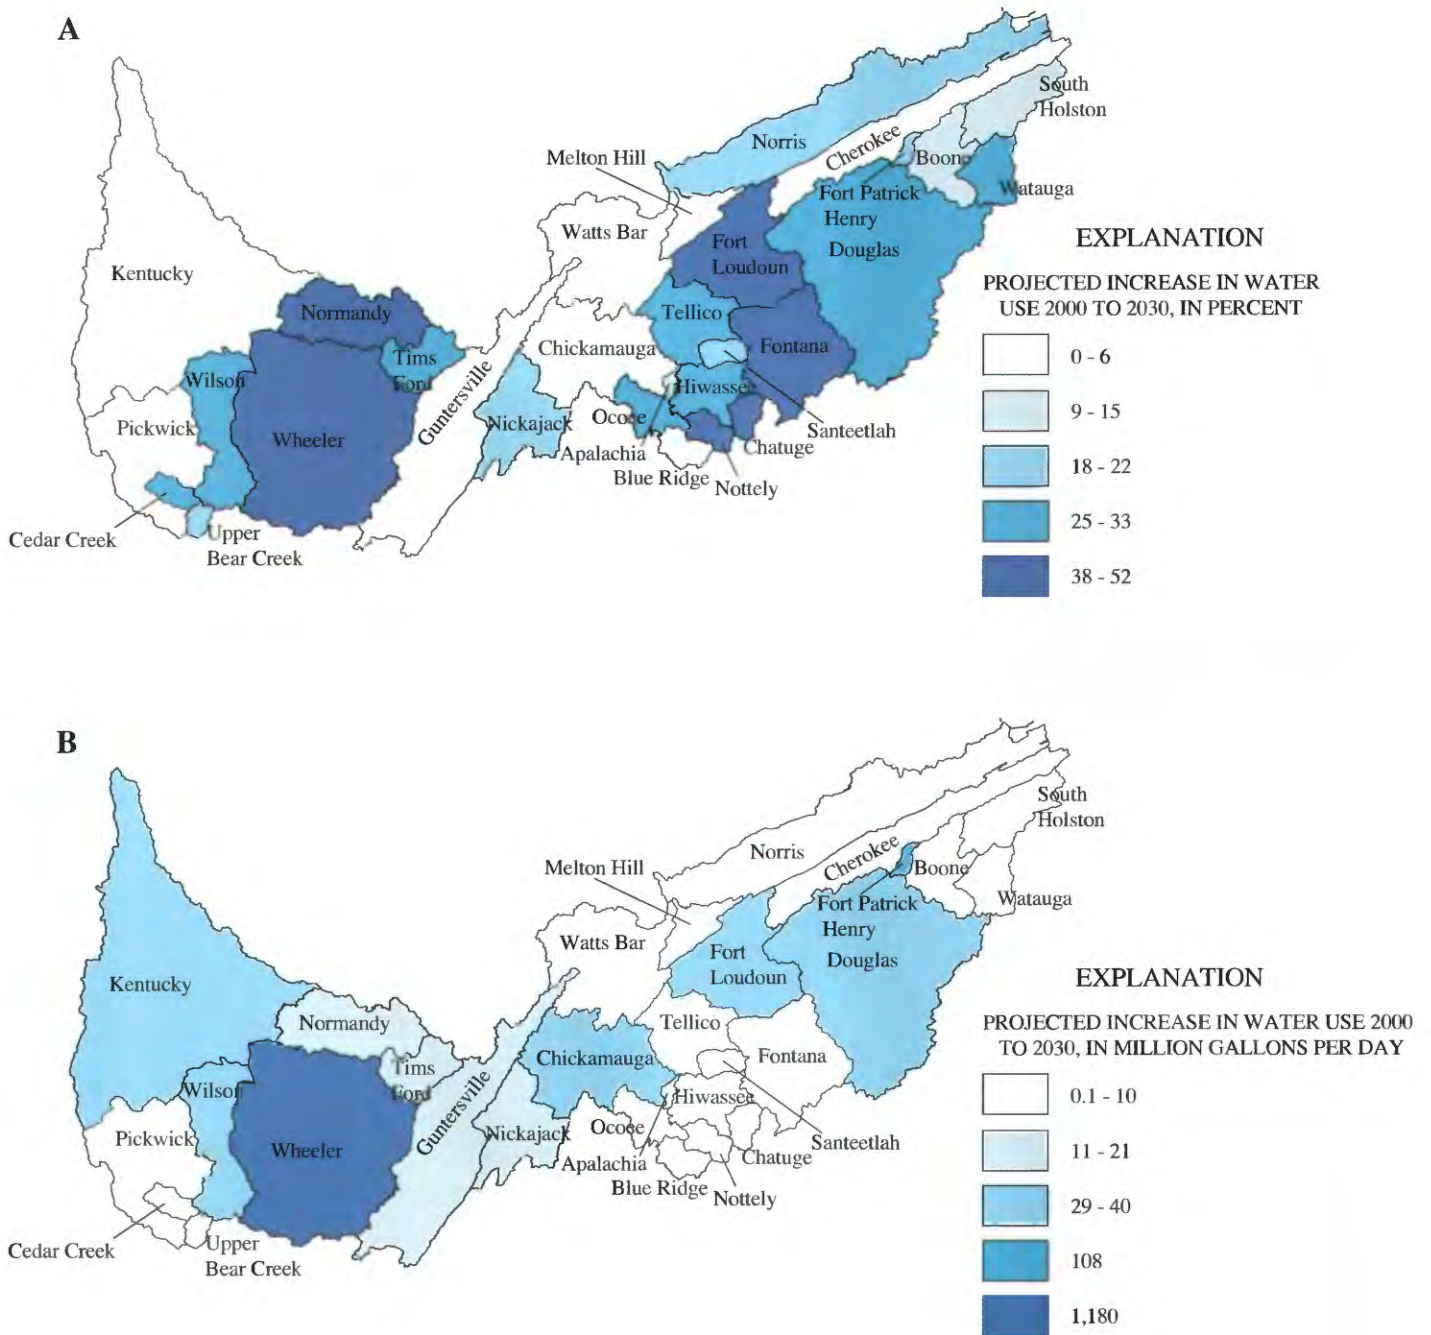 A
South
Holston
Norris
Cherokee
Melton Hill
Boone
Fort Patrick
Henry
Watauga
Watts Bar
Fort
Loudoun
Douglas
EXPLANATION
Kentucky
PROJECTED INCREASE IN WATER
USE 2000 TO 2030, IN PERCENT
Normandy
Tellico
Chickamauga
Fontana
0 - 6
Tims
Ford
Wilson
Guntersville
Hiwassee
9 - 15
Pickwick
Wheeler
Nickajack
Ocoee
Santeetlah
Apalachia
Chatuge
18 - 22
Blue Ridge
Nottely
Cedar Creek
Upper
Bear Creek
25 - 33
38 - 52
B
South
Holston
Norris
Cherokee
Melton Hill
Boone
Fort Patrick
Henry
Watauga
Watts Bar
Fort
Loudoun
Douglas
EXPLANATION
Kentucky
PROJECTED INCREASE IN WATER USE 2000
TO 2030, IN MILLION GALLONS PER DAY
Normandy
Tellico
Chickamauga
Fontana
0.1 - 10
Tims
Ford
Wilson
Guntersville
Hiwassee
11 - 21
Pickwick
Wheeler
Nickajack
Ocoee
Santeetlah
Apalachia
Chatuge
29 - 40
Blue Ridge
Nottely
Cedar Creek
Upper
Bear Creek
108
1,180